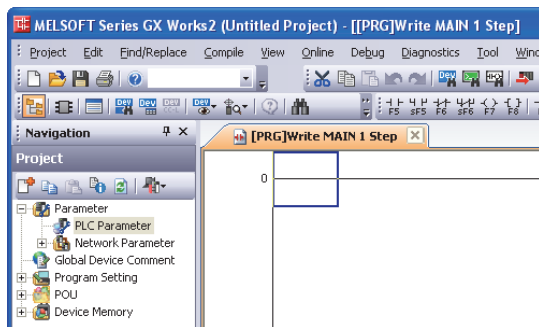 MELSOFT Series GX Works2 (Untitled Project) - [[PRG]Write MAIN 1 Step]
Project Edit Find/Replace Compile View Online Debug Diagnostics Tool Wind
F5 sF5 F6 sF6 F7 F8
Navigation
[PRG]Write MAIN 1 Step
Project
0
Parameter
PLC Parameter
Network Parameter
Global Device Comment
Program Setting
POU
Device Memory